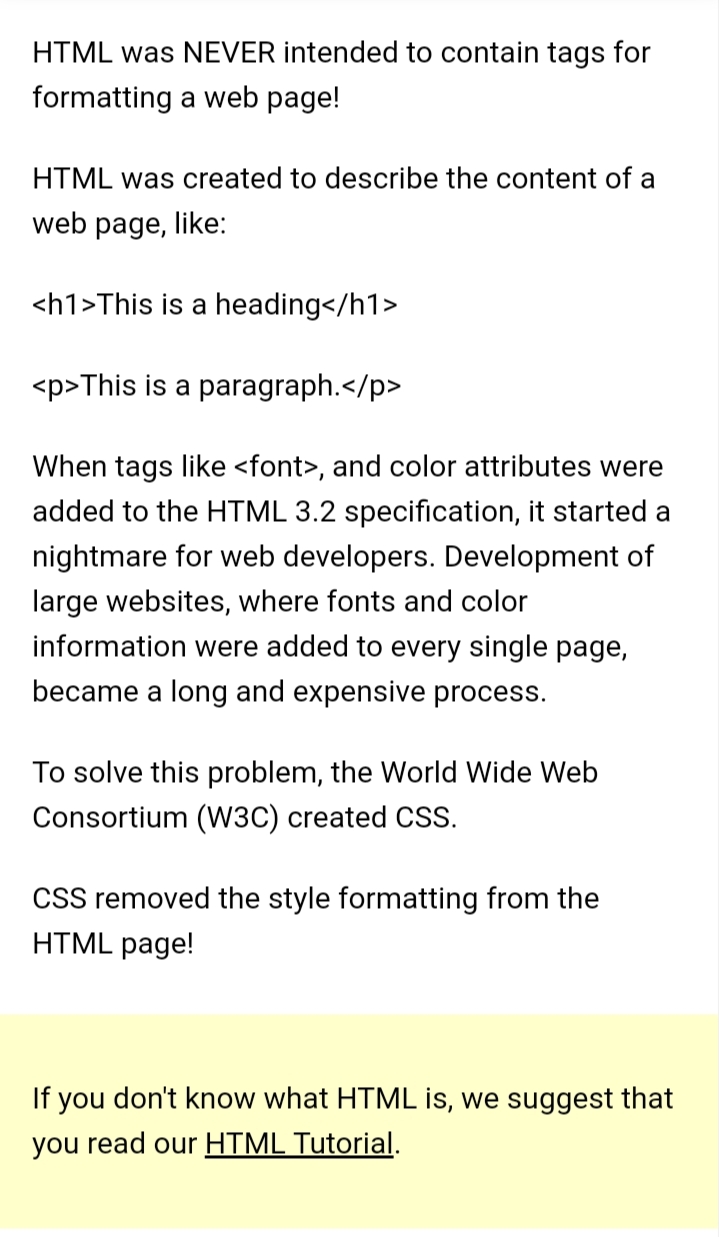 HTML was NEVER intended to contain tags for
formatting a web page!
HTML was created to describe the content of a
web page, like:
<h1>This is a heading</h1>
<p>This is a paragraph.</p>
When tags like <font>, and color attributes were
added to the HTML 3.2 specification, it started a
nightmare for web developers. Development of
large websites, where fonts and color
information were added to every single page,
became a long and expensive process.
To solve this problem, the World Wide Web
Consortium (W3C) created CSS.
CSS removed the style formatting from the
HTML page!
If you don't know what HTML is, we suggest that
you read our HTML Tutorial.